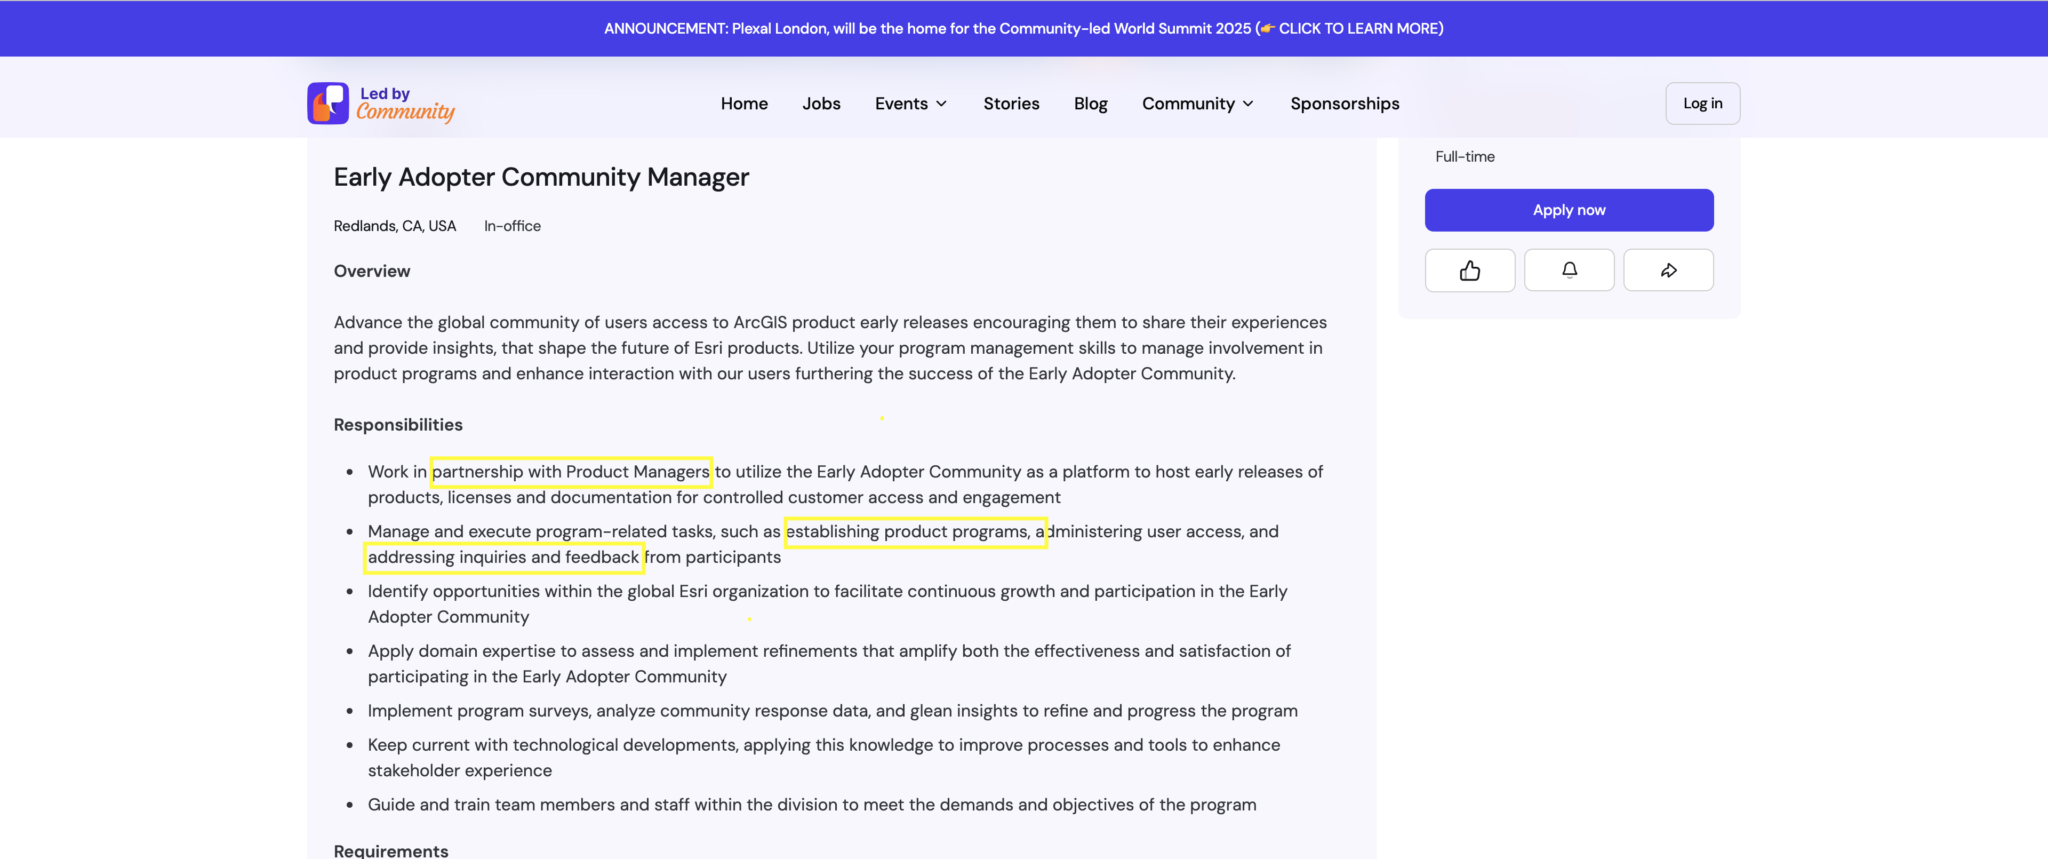 ANNOUNCEMENT: Plexal London, will be the home for the Community-led World Summit 2025 (👉 CLICK TO LEARN MORE)
Led by
Community
Home Jobs Events Stories Blog Community Sponsorships
Log in
Full-time
Apply now
Early Adopter Community Manager
Redlands, CA, USA In-office
Overview
Advance the global community of users access to ArcGIS product early releases encouraging them to share their experiences
and provide insights, that shape the future of Esri products. Utilize your program management skills to manage involvement in
product programs and enhance interaction with our users furthering the success of the Early Adopter Community.
Responsibilities
• Work in partnership with Product Managers to utilize the Early Adopter Community as a platform to host early releases of
products, licenses and documentation for controlled customer access and engagement
• Manage and execute program-related tasks, such as establishing product programs, administering user access, and
addressing inquiries and feedback from participants
• Identify opportunities within the global Esri organization to facilitate continuous growth and participation in the Early
Adopter Community
• Apply domain expertise to assess and implement refinements that amplify both the effectiveness and satisfaction of
participating in the Early Adopter Community
• Implement program surveys, analyze community response data, and glean insights to refine and progress the program
• Keep current with technological developments, applying this knowledge to improve processes and tools to enhance
stakeholder experience
• Guide and train team members and staff within the division to meet the demands and objectives of the program
Requirements